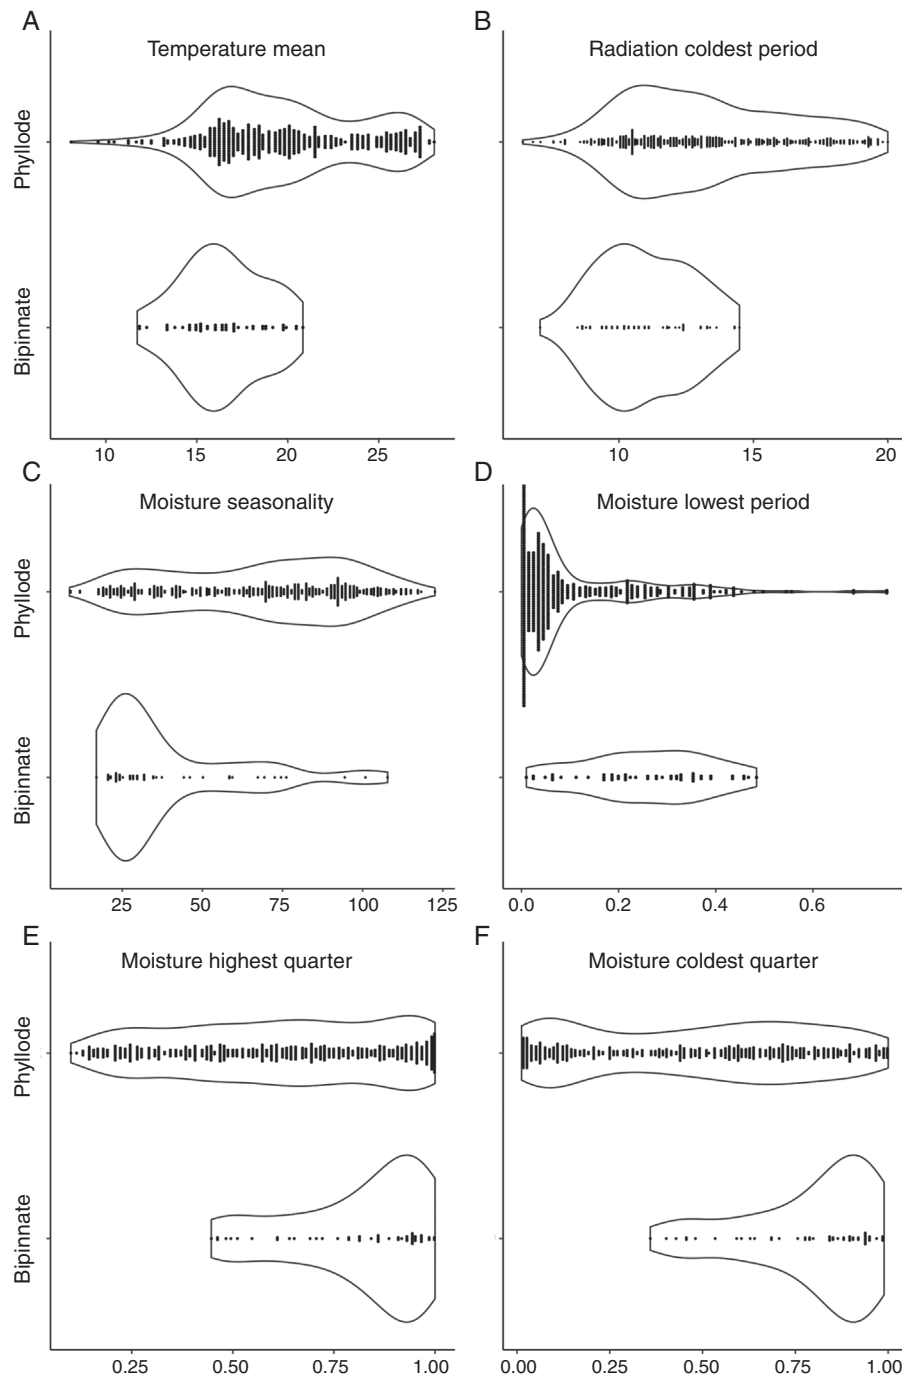 A
Temperature mean
Phyllode
Bipinnate
10 15 20 25
B
Radiation coldest period
10 15 20
C
Moisture seasonality
Phyllode
Bipinnate
25 50 75 100 125
D
Moisture lowest period
0.0 0.2 0.4 0.6
E
Moisture highest quarter
Phyllode
Bipinnate
0.25 0.50 0.75 1.00
F
Moisture coldest quarter
0.00 0.25 0.50 0.75 1.00